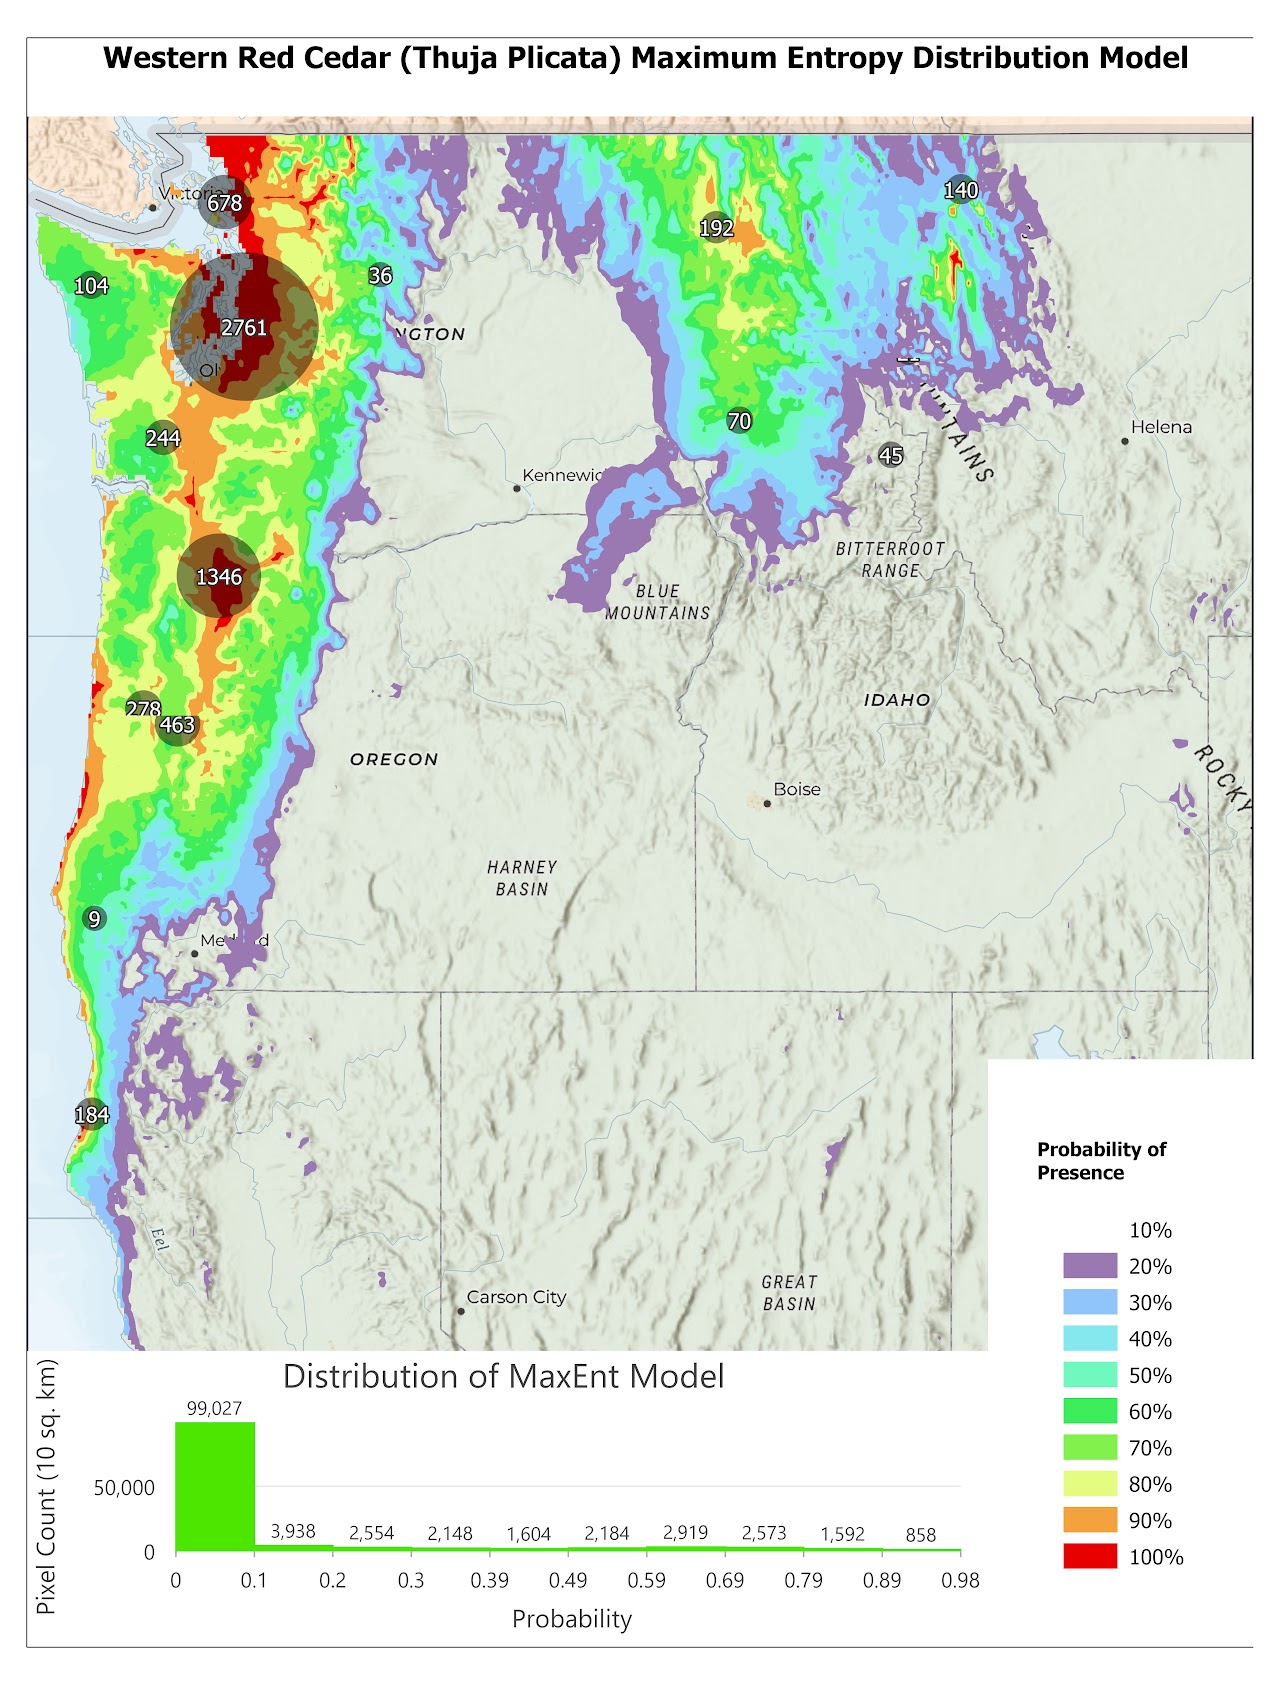 Western Red Cedar (Thuja Plicata) Maximum Entropy Distribution Model
Victoria
678
140
192
104
36
2761
NGTON
Ol
70
Helena
244
45
UNTAINS
Kennewic
BITTERROOT
RANGE
1346
BLUE
MOUNTAINS
IDAHO
278
463
OREGON
ROCKY
Boise
HARNEY
BASIN
9
Med d
184
Probability of
Presence
Eel
10%
20%
GREAT
BASIN
Carson City
30%
40%
50%
60%
70%
80%
90%
100%
Distribution of MaxEnt Model
Pixel Count (10 sq. km)
99,027
50,000
3,938
2,554
2,148
1,604
2,184
2,919
2,573
1,592
858
0
0
0.1
0.2
0.3
0.39
0.49
0.59
0.69
0.79
0.89
0.98
Probability